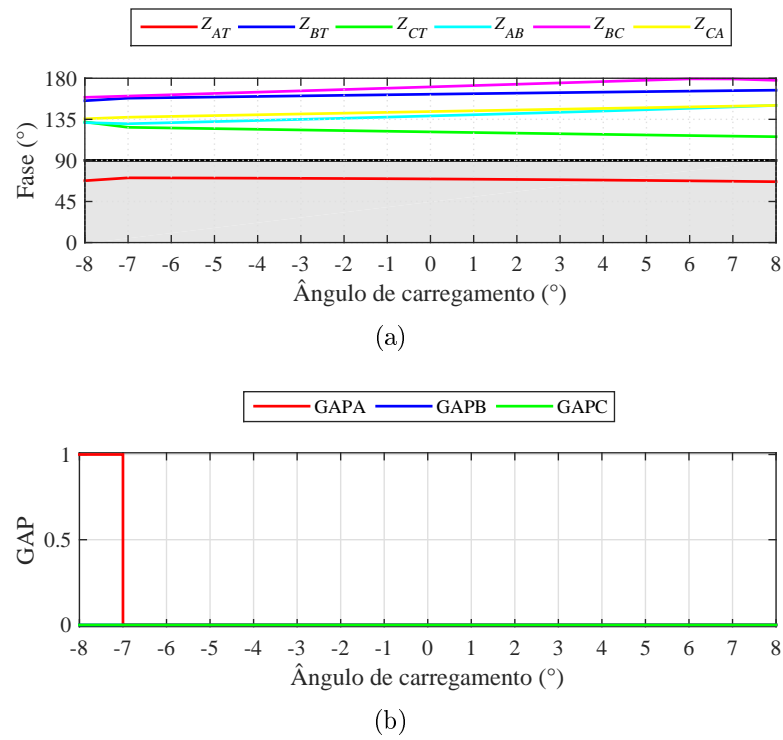 Z_AT Z_BT Z_CT Z_AB Z_BC Z_CA
180
135
90
45
0
Fase (°)
-8 -7 -6 -5 -4 -3 -2 -1 0 1 2 3 4 5 6 7 8
Ângulo de carregamento (°)
(a)
GAPA GAPB GAPC
1
0.5
0
GAP
-8 -7 -6 -5 -4 -3 -2 -1 0 1 2 3 4 5 6 7 8
Ângulo de carregamento (°)
(b)